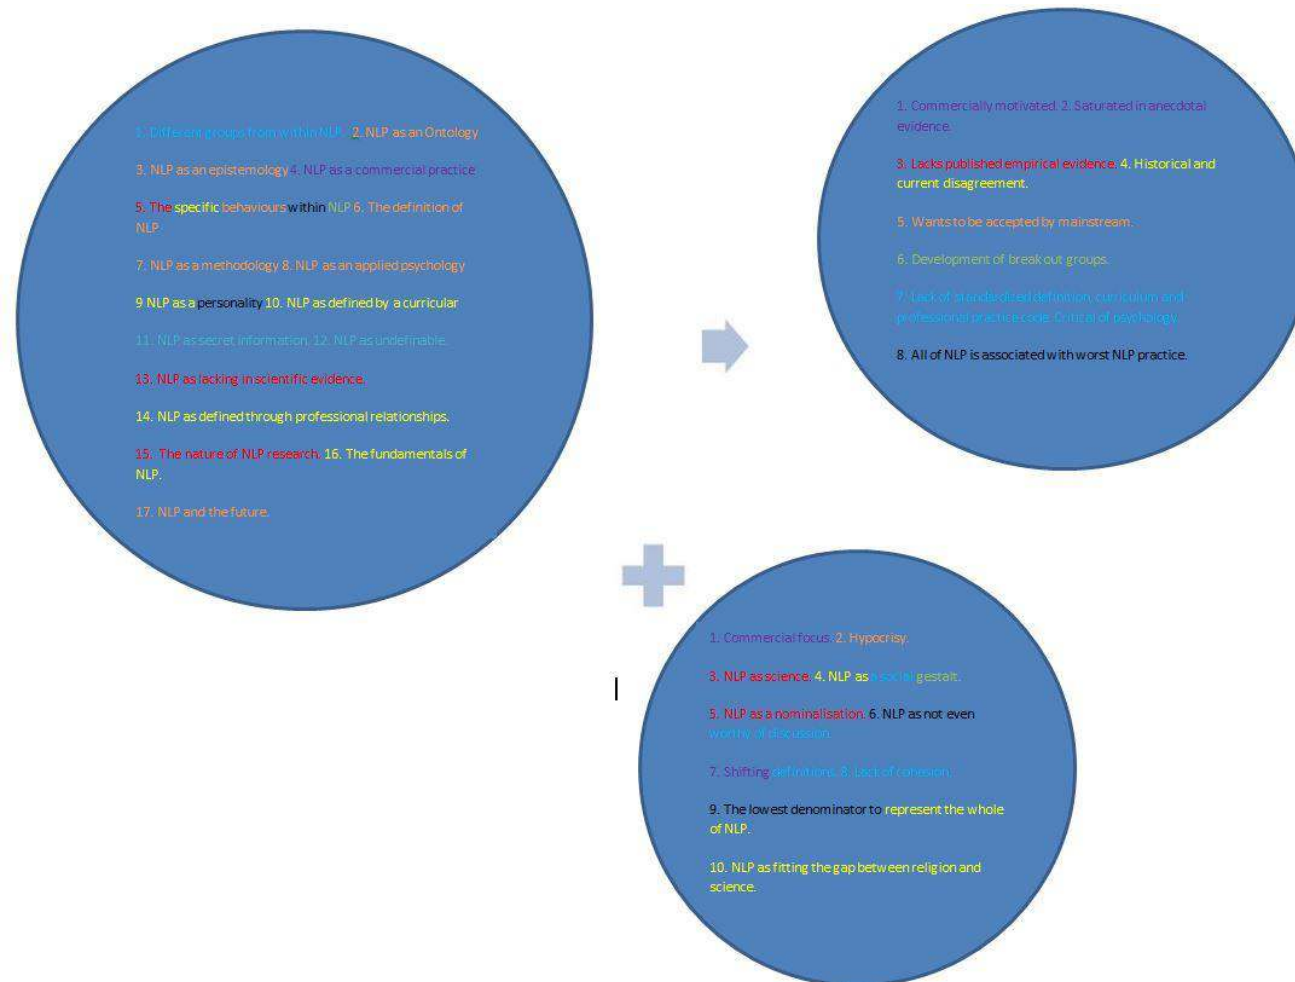 1. Different groups from within NLP. 2. NLP as an Ontology
3. NLP as an epistemology 4. NLP as a commercial practice
5. The specific behaviours within NLP 6. The definition of
NLP
7. NLP as a methodology 8. NLP as an applied psychology
9 NLP as a personality 10. NLP as defined by a curricular
11. NLP as secret information. 12. NLP as undefinable.
13. NLP as lacking in scientific evidence.
14. NLP as defined through professional relationships.
15. The nature of NLP research. 16. The fundamentals of
NLP.
17. NLP and the future.
1. Commercially motivated. 2. Saturated in anecdotal
evidence.
3. Lacks published empirical evidence. 4. Historical and
current disagreement.
5. Wants to be accepted by mainstream.
6. Development of break out groups.
7. Lack of standardized definition, curriculum and
professional practice code. Critical of psychology.
8. All of NLP is associated with worst NLP practice.
1. Commercial focus. 2. Hypocrisy.
3. NLP as science. 4. NLP as a social gestalt.
5. NLP as a nominalisation. 6. NLP as not even
worthy of discussion.
7. Shifting definitions. 8. Lack of cohesion.
9. The lowest denominator to represent the whole
of NLP.
10. NLP as fitting the gap between religion and
science.